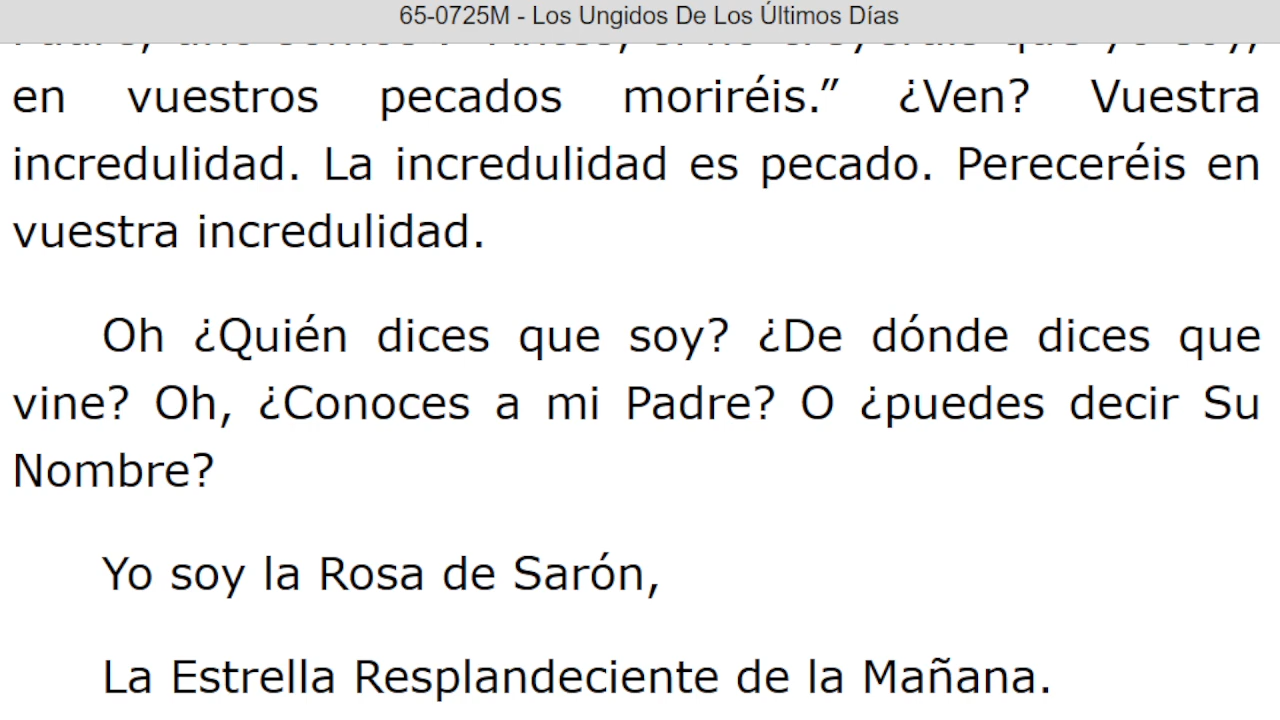 65-0725M - Los Ungidos De Los Últimos Días
en vuestros pecados moriréis.” ¿Ven? Vuestra
incredulidad. La incredulidad es pecado. Pereceréis en
vuestra incredulidad.
Oh ¿Quién dices que soy? ¿De dónde dices que
vine? Oh, ¿Conoces a mi Padre? O ¿puedes decir Su
Nombre?
Yo soy la Rosa de Sarón,
La Estrella Resplandeciente de la Mañana.